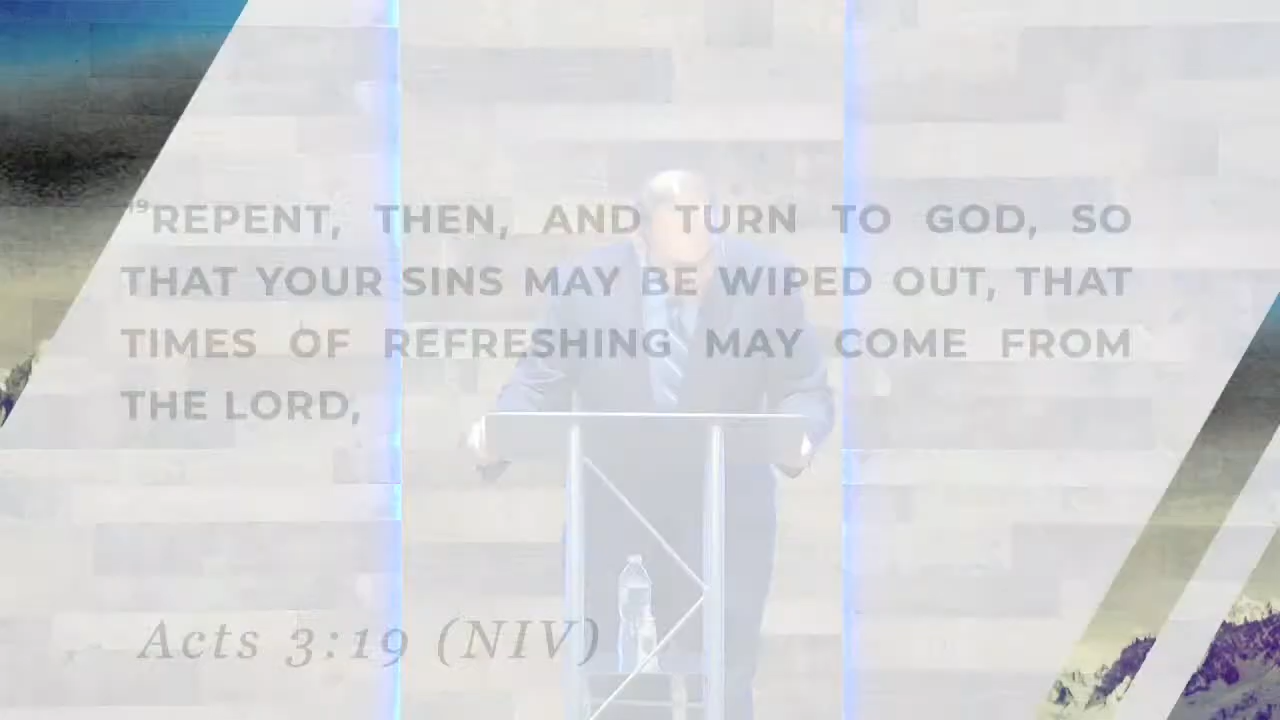 19REPENT, THEN, AND TURN TO GOD, SO
THAT YOUR SINS MAY BE WIPED OUT, THAT
TIMES OF REFRESHING MAY COME FROM
THE LORD,
Acts 3:19 (NIV)